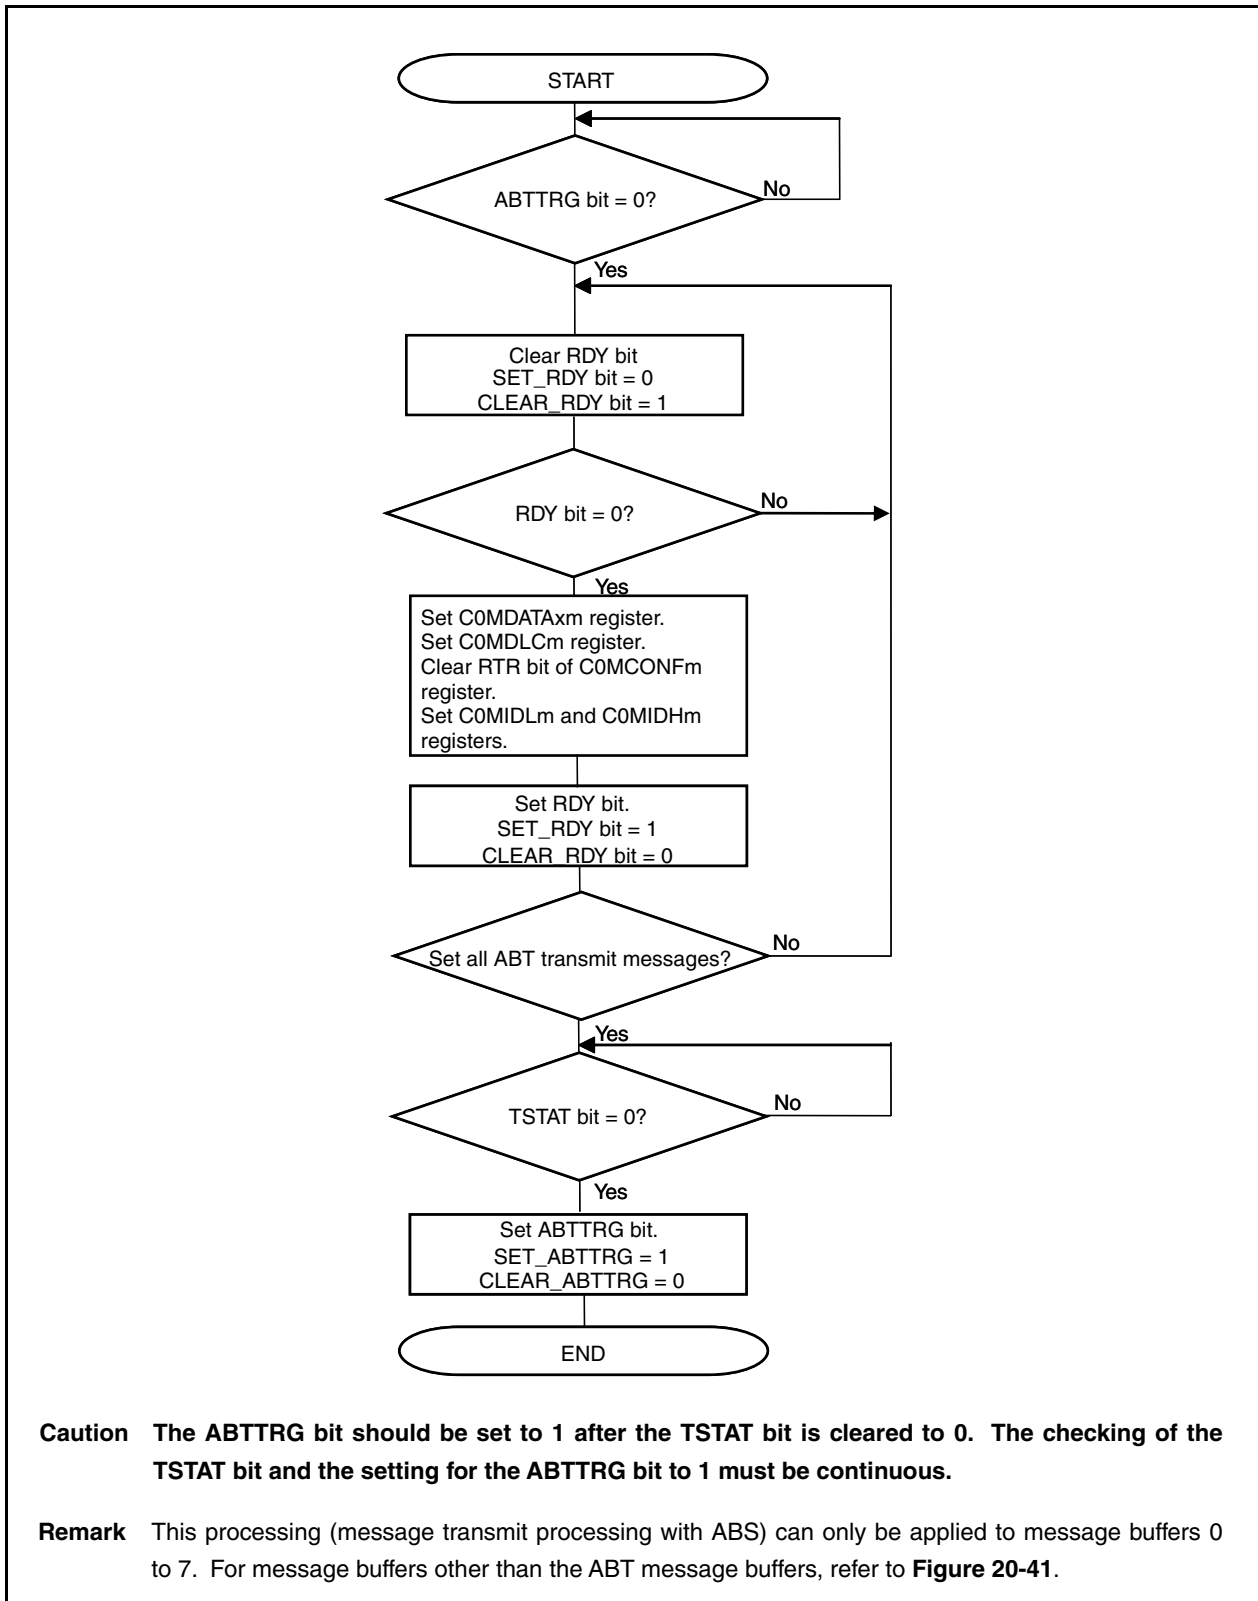 START
ABTTRG bit = 0?
No
Yes
Clear RDY bit
SET_RDY bit = 0
CLEAR_RDY bit = 1
RDY bit = 0?
No
Yes
Set C0MDATAxm register.
Set C0MDLCm register.
Clear RTR bit of C0MCONFm
register.
Set C0MIDLm and C0MIDHm
registers.
Set RDY bit.
SET_RDY bit = 1
CLEAR_RDY bit = 0
Set all ABT transmit messages?
No
Yes
TSTAT bit = 0?
No
Yes
Set ABTTRG bit.
SET_ABTTRG = 1
CLEAR_ABTTRG = 0
END
Caution The ABTTRG bit should be set to 1 after the TSTAT bit is cleared to 0. The checking of the
TSTAT bit and the setting for the ABTTRG bit to 1 must be continuous.
Remark This processing (message transmit processing with ABS) can only be applied to message buffers 0
to 7. For message buffers other than the ABT message buffers, refer to Figure 20-41.